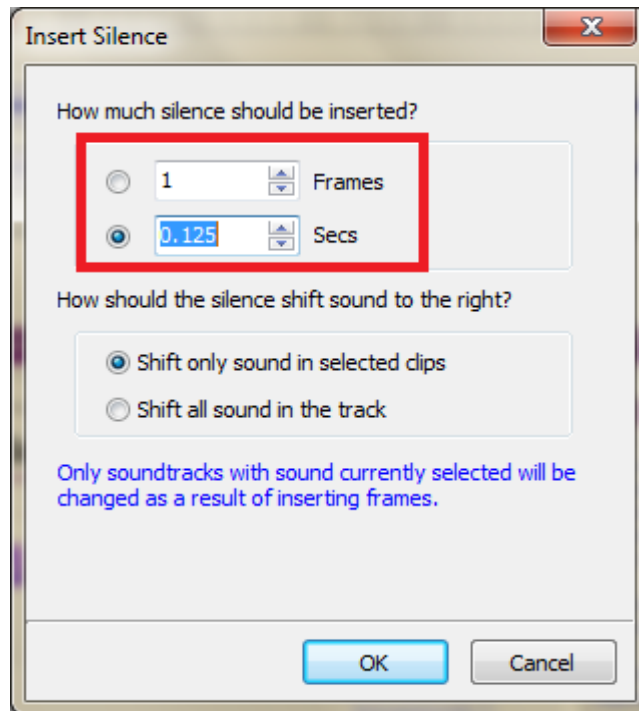 Insert Silence
How much silence should be inserted?
1 Frames
0.125 Secs
How should the silence shift sound to the right?
Shift only sound in selected clips
Shift all sound in the track
Only soundtracks with sound currently selected will be
changed as a result of inserting frames.
OK Cancel